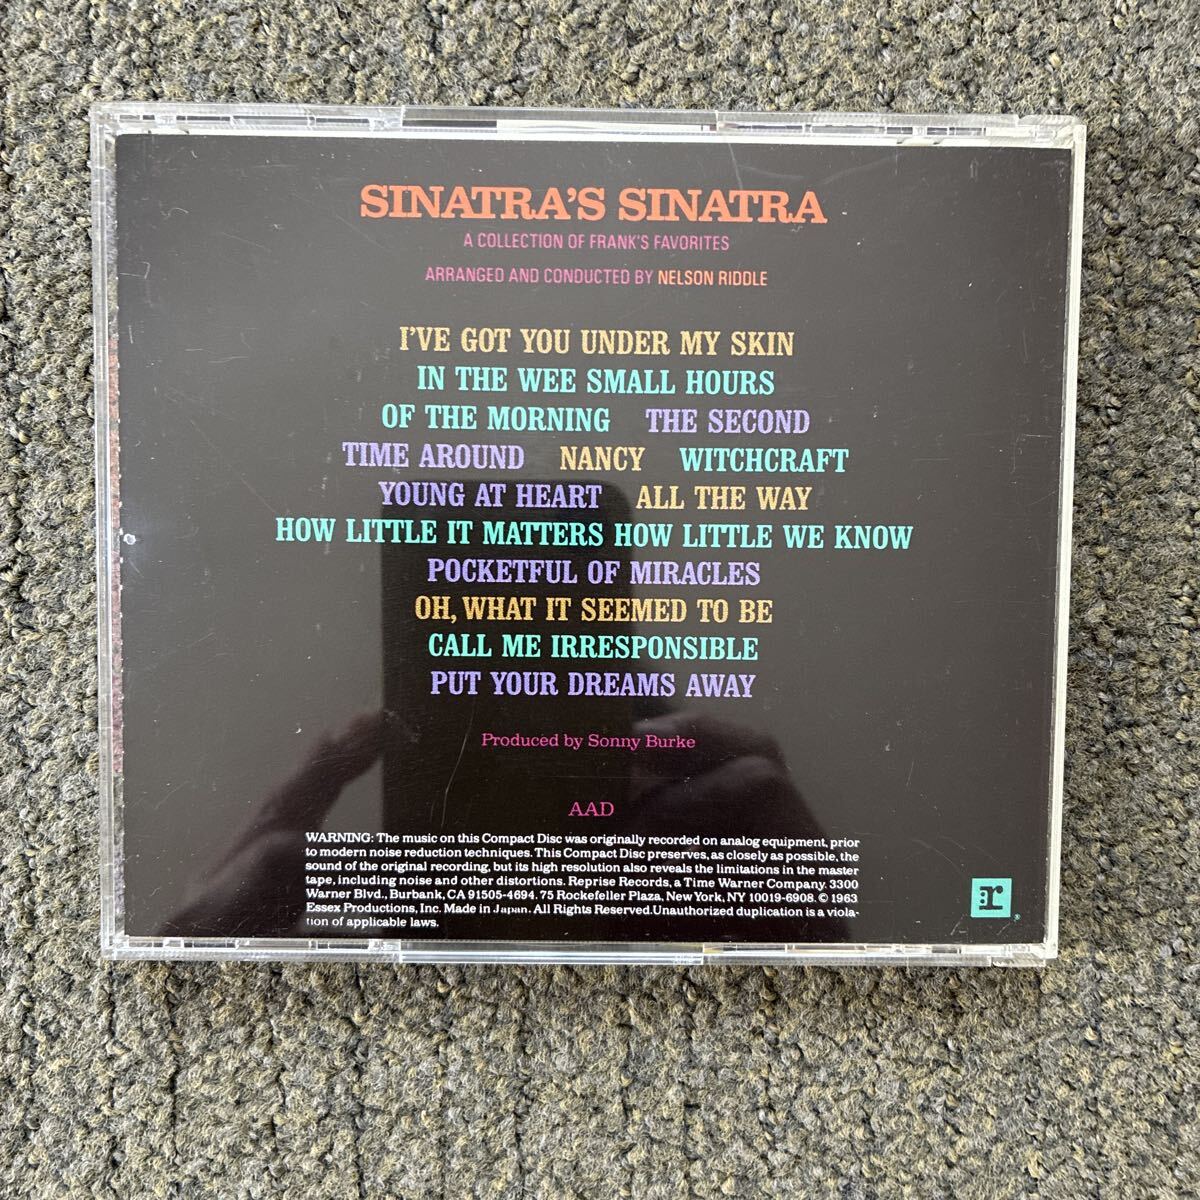 SINATRA'S SINATRA
A COLLECTION OF FRANK'S FAVORITES
ARRANGED AND CONDUCTED BY NELSON RIDDLE
I'VE GOT YOU UNDER MY SKIN
IN THE WEE SMALL HOURS
OF THE MORNING THE SECOND
TIME AROUND NANCY WITCHCRAFT
YOUNG AT HEART ALL THE WAY
HOW LITTLE IT MATTERS HOW LITTLE WE KNOW
POCKETFUL OF MIRACLES
OH, WHAT IT SEEMED TO BE
CALL ME IRRESPONSIBLE
PUT YOUR DREAMS AWAY
Produced by Sonny Burke
AAD
WARNING: The music on this Compact Disc was originally recorded on analog equipment, prior
to modern noise reduction techniques. This Compact Disc preserves, as closely as possible, the
sound of the original recording, but its high resolution also reveals the limitations in the master
tape, including noise and other distortions. Reprise Records, a Time Warner Company. 3300
Warner Blvd., Burbank, CA 91505-4694. 75 Rockefeller Plaza, New York, NY 10019-6908. © 1963
Essex Productions, Inc. Made in Japan. All Rights Reserved.Unauthorized duplication is a viola-
tion of applicable laws.
:r
®